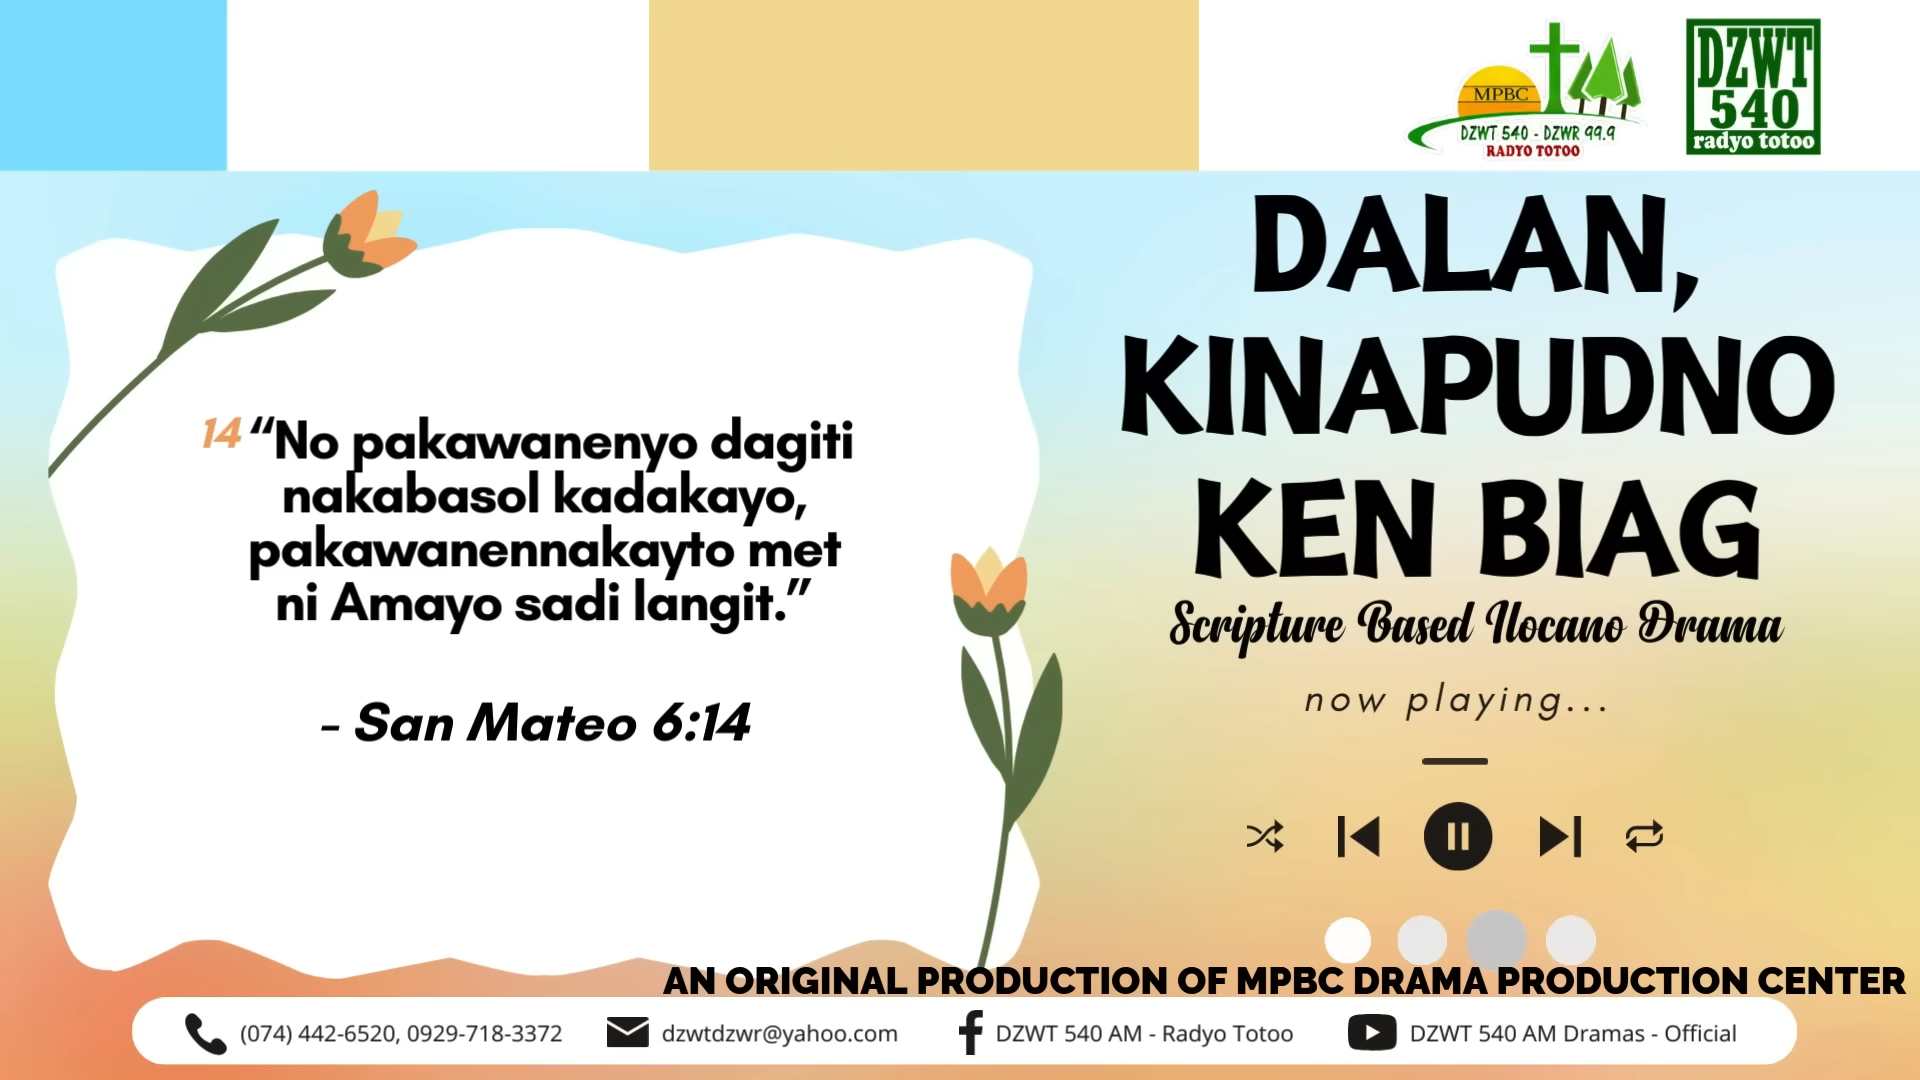 MPBC
DZWT 540 - DZWR 99.9
RADYO TOTOO
DZWT
540
radyo totoo
DALAN,
KINAPUDNO
KEN BIAG
Scripture Based Ilocano Drama
now playing...
14 “No pakawanenyo dagiti
nakabasol kadakayo,
pakawanennakayto met
ni Amayo sadi langit.”
- San Mateo 6:14
AN ORIGINAL PRODUCTION OF MPBC DRAMA PRODUCTION CENTER
(074) 442-6520, 0929-718-3372
dzwtdzwr@yahoo.com
DZWT 540 AM - Radyo Totoo
DZWT 540 AM Dramas - Official